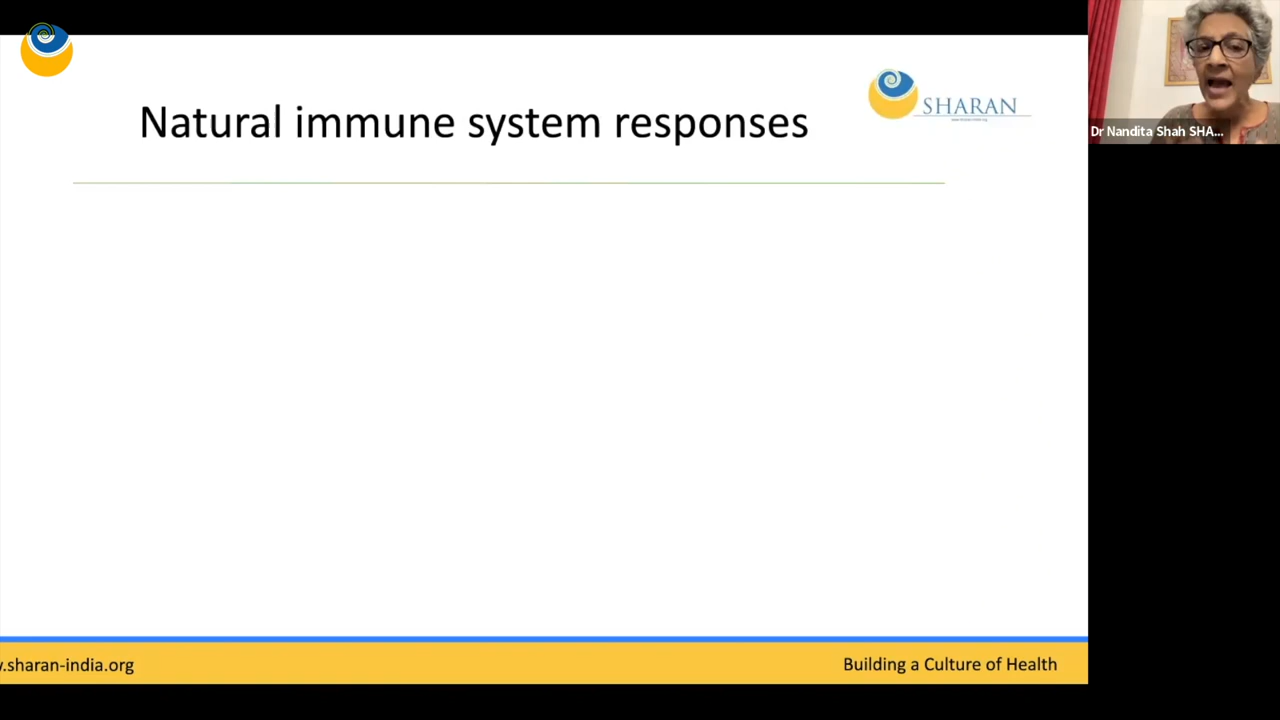 Natural immune system responses
SHARAN
Dr Nandita Shah SHA...
.sharan-india.org
Building a Culture of Health